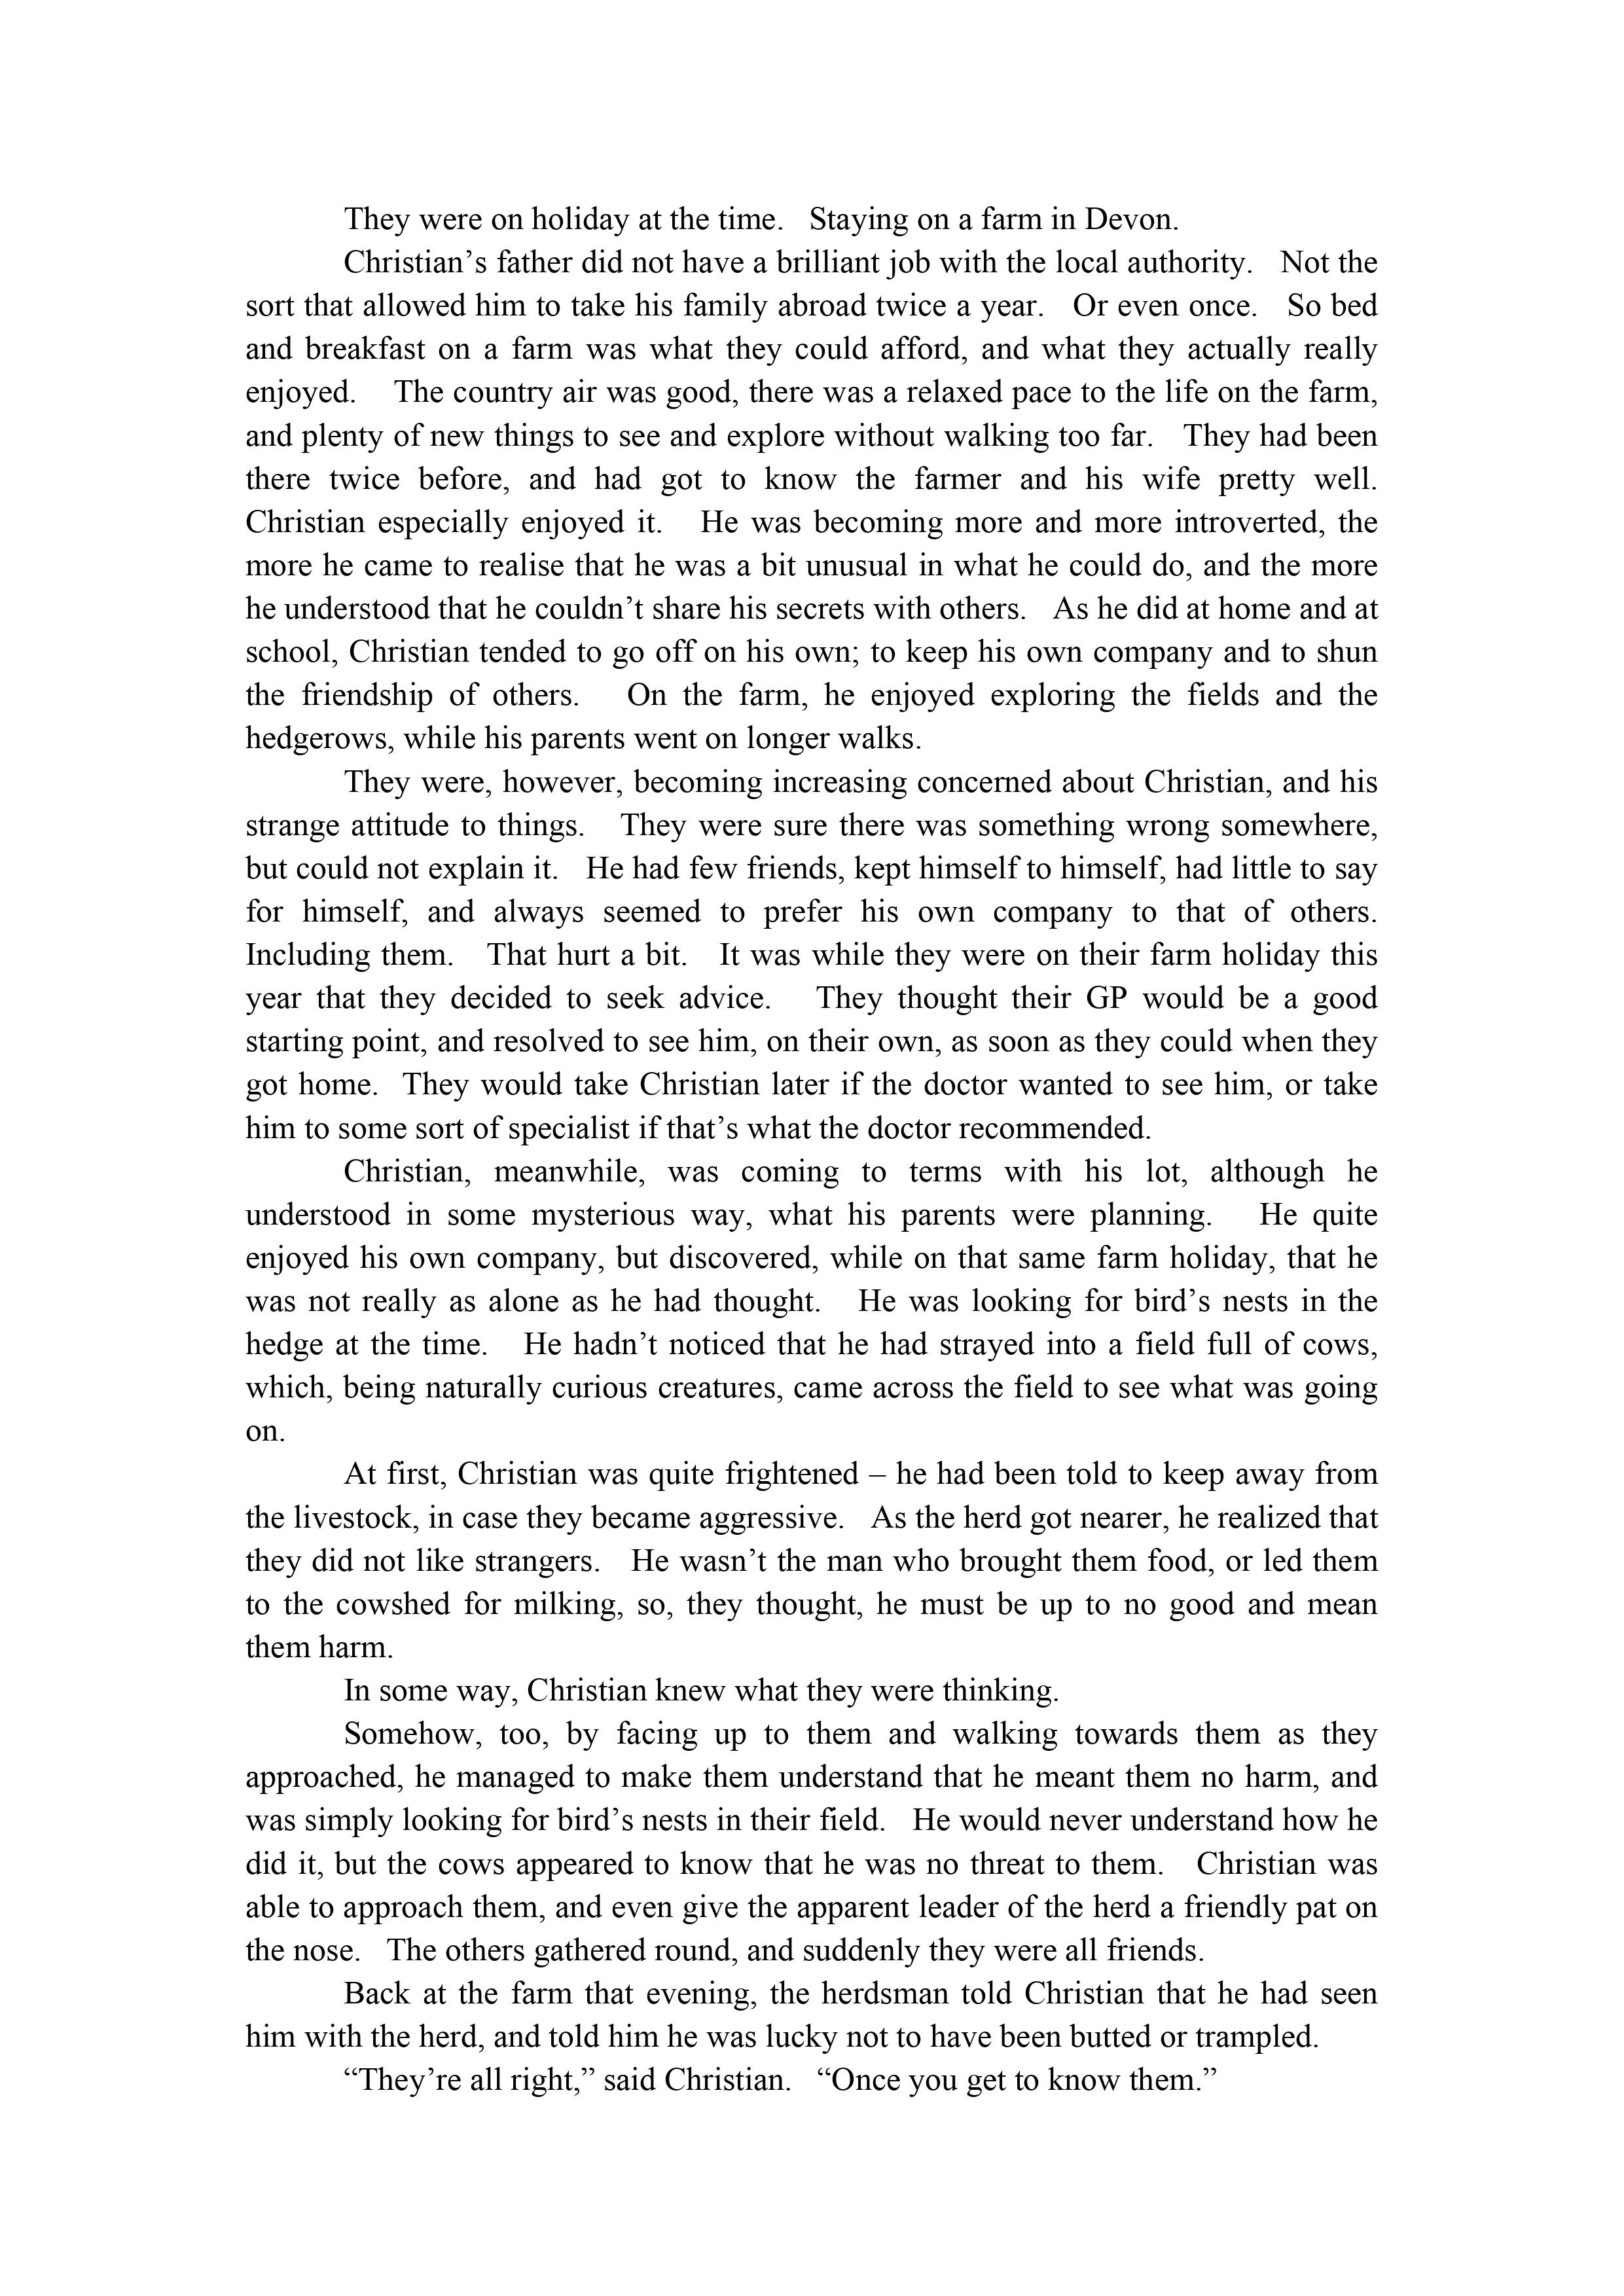 They were on holiday at the time.   Staying on a farm in Devon.
Christian’s father did not have a brilliant job with the local authority.   Not the
sort that allowed him to take his family abroad twice a year.   Or even once.   So bed
and breakfast on a farm was what they could afford, and what they actually really
enjoyed.   The country air was good, there was a relaxed pace to the life on the farm,
and plenty of new things to see and explore without walking too far.   They had been
there twice before, and had got to know the farmer and his wife pretty well.
Christian especially enjoyed it.   He was becoming more and more introverted, the
more he came to realise that he was a bit unusual in what he could do, and the more
he understood that he couldn’t share his secrets with others.   As he did at home and at
school, Christian tended to go off on his own; to keep his own company and to shun
the friendship of others.   On the farm, he enjoyed exploring the fields and the
hedgerows, while his parents went on longer walks.
They were, however, becoming increasing concerned about Christian, and his
strange attitude to things.   They were sure there was something wrong somewhere,
but could not explain it.   He had few friends, kept himself to himself, had little to say
for himself, and always seemed to prefer his own company to that of others.
Including them.   That hurt a bit.   It was while they were on their farm holiday this
year that they decided to seek advice.   They thought their GP would be a good
starting point, and resolved to see him, on their own, as soon as they could when they
got home.   They would take Christian later if the doctor wanted to see him, or take
him to some sort of specialist if that’s what the doctor recommended.
Christian, meanwhile, was coming to terms with his lot, although he
understood in some mysterious way, what his parents were planning.   He quite
enjoyed his own company, but discovered, while on that same farm holiday, that he
was not really as alone as he had thought.   He was looking for bird’s nests in the
hedge at the time.   He hadn’t noticed that he had strayed into a field full of cows,
which, being naturally curious creatures, came across the field to see what was going
on.
At first, Christian was quite frightened – he had been told to keep away from
the livestock, in case they became aggressive.   As the herd got nearer, he realized that
they did not like strangers.   He wasn’t the man who brought them food, or led them
to the cowshed for milking, so, they thought, he must be up to no good and mean
them harm.
In some way, Christian knew what they were thinking.
Somehow, too, by facing up to them and walking towards them as they
approached, he managed to make them understand that he meant them no harm, and
was simply looking for bird’s nests in their field.   He would never understand how he
did it, but the cows appeared to know that he was no threat to them.   Christian was
able to approach them, and even give the apparent leader of the herd a friendly pat on
the nose.   The others gathered round, and suddenly they were all friends.
Back at the farm that evening, the herdsman told Christian that he had seen
him with the herd, and told him he was lucky not to have been butted or trampled.
“They’re all right,” said Christian.   “Once you get to know them.”